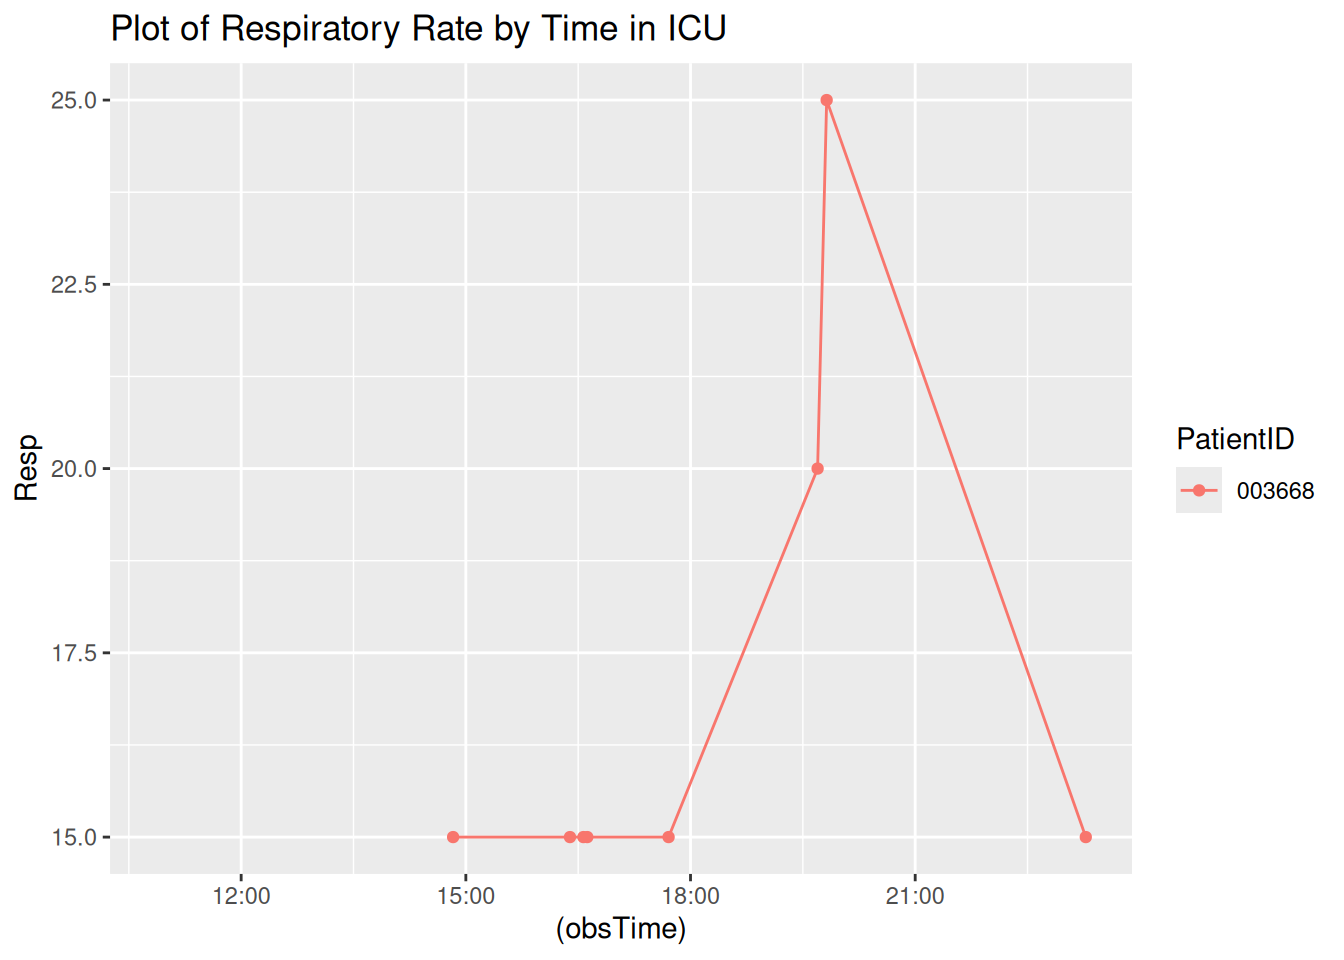 Plot of Respiratory Rate by Time in ICU
25.0
22.5
20.0
17.5
15.0
Resp
12:00 15:00 18:00 21:00
(obsTime)
PatientID
003668